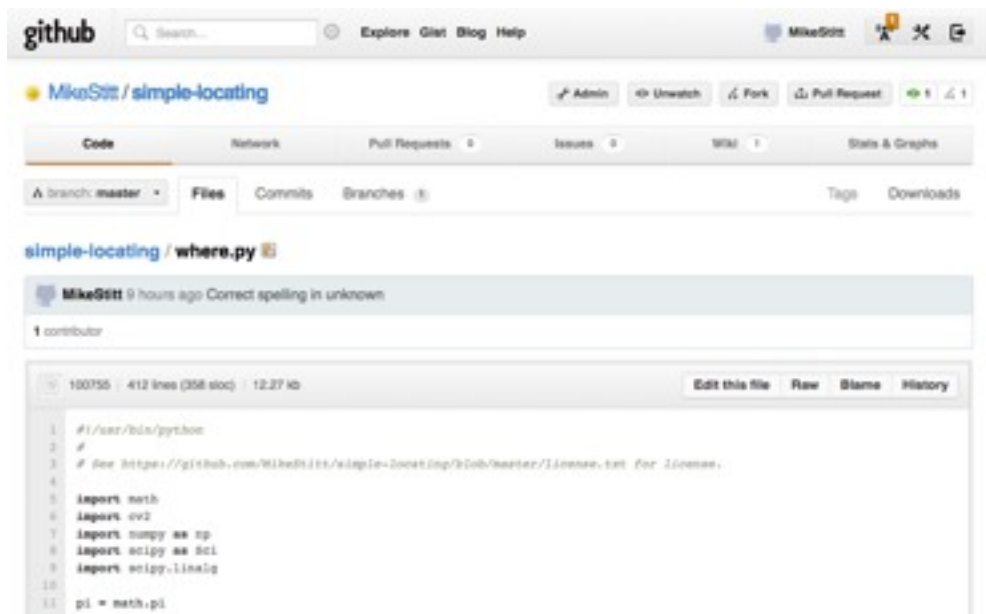 github Search... Explore Gist Blog Help MikeStitt 1
MikeStitt / simple-locating Admin Unwatch Fork Pull Request 1 1
Code Network Pull Requests 0 Issues 0 Wiki 1 Stats & Graphs
branch: master Files Commits Branches 1 Tags Downloads
simple-locating / where.py
MikeStitt 9 hours ago Correct spelling in unknown
1 contributor
100755 412 lines (358 sloc) 12.27 kb Edit this file Raw Blame History
1 #!/usr/bin/python
2 #
3 # See https://github.com/MikeStitt/simple-locating/blob/master/license.txt for license.
4
5 import math
6 import cv2
7 import numpy as np
8 import scipy as Sci
9 import scipy.linalg
10
11 pi = math.pi